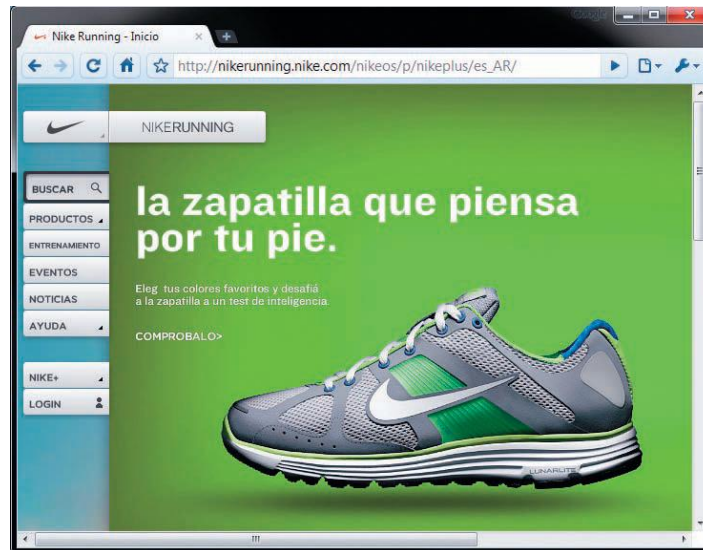 Google
Nike Running - Inicio
http://nikerunning.nike.com/nikeos/p/nikeplus/es_AR/
NIKERUNNING
BUSCAR
PRODUCTOS
ENTRENAMIENTO
EVENTOS
NOTICIAS
AYUDA
NIKE+
LOGIN
la zapatilla que piensa
por tu pie.
Eleg tus colores favoritos y desafiá
a la zapatilla a un test de inteligencia.
COMPROBALO>
LUNARLITE